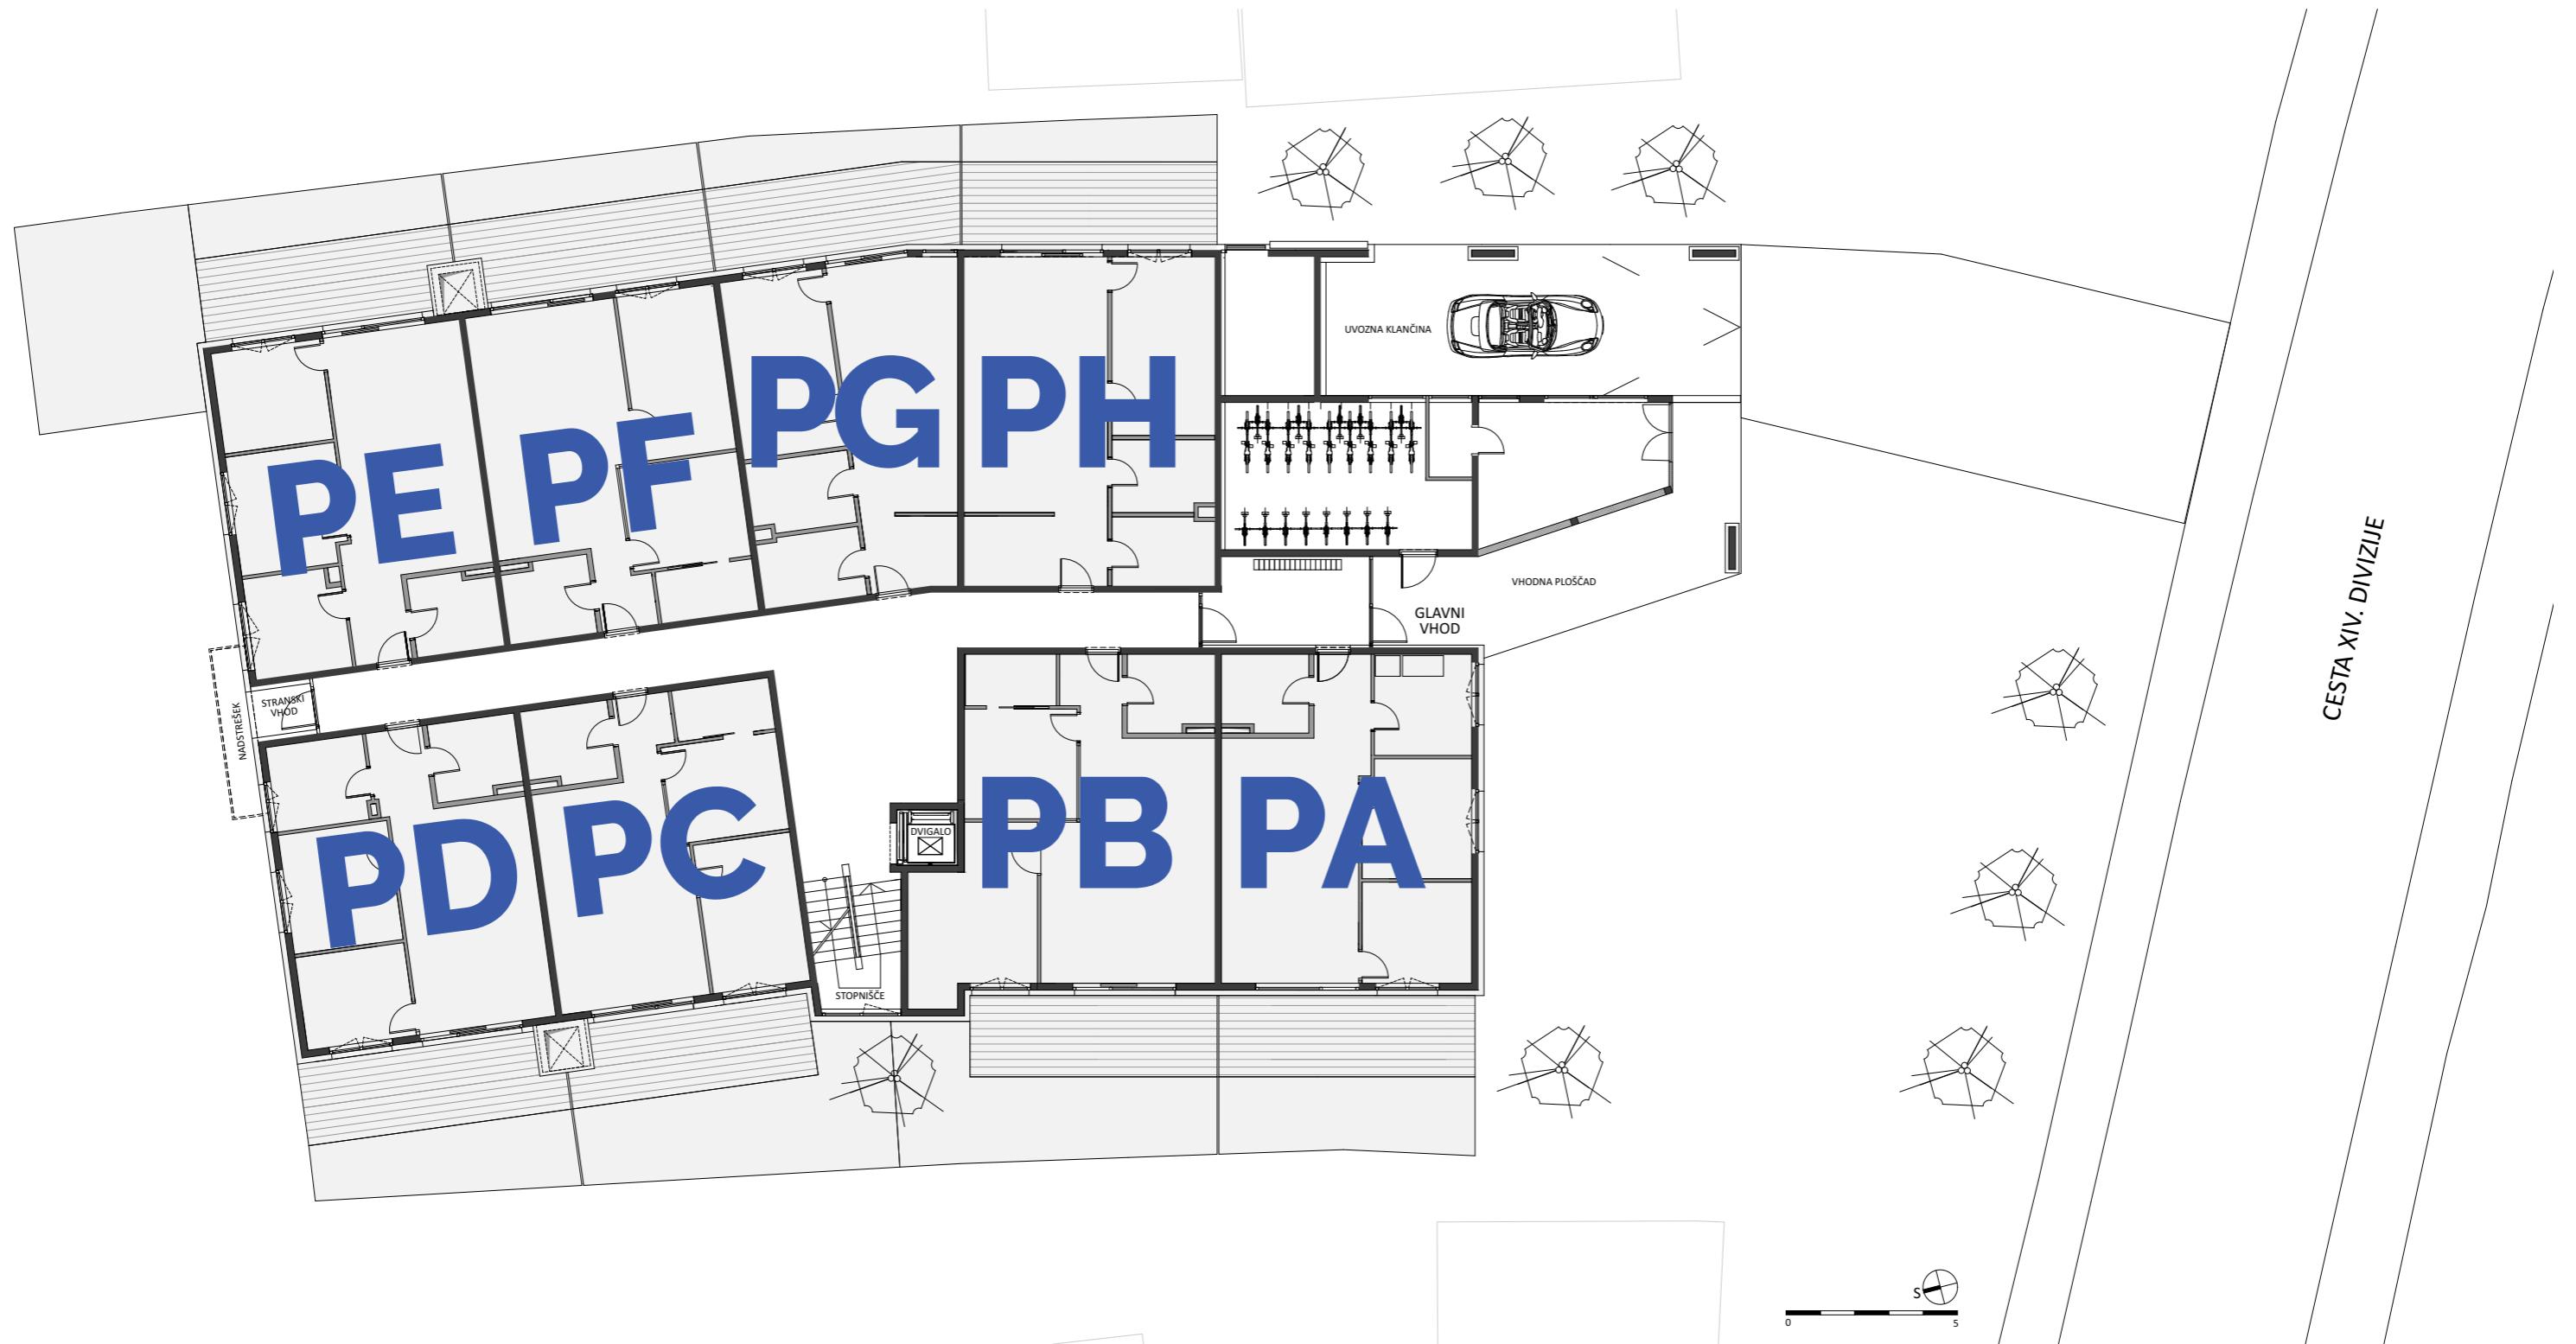 UVOZNA KLANČINA
PG PH
PE PF
VHODNA PLOŠČAD
GLAVNI
VHOD
CESTA XIV. DIVIZIJE
STRANSKI
VHOD
NADSTREŠEK
DVIGALO
PD PC
PB PA
STOPNIŠČE
S
0 5